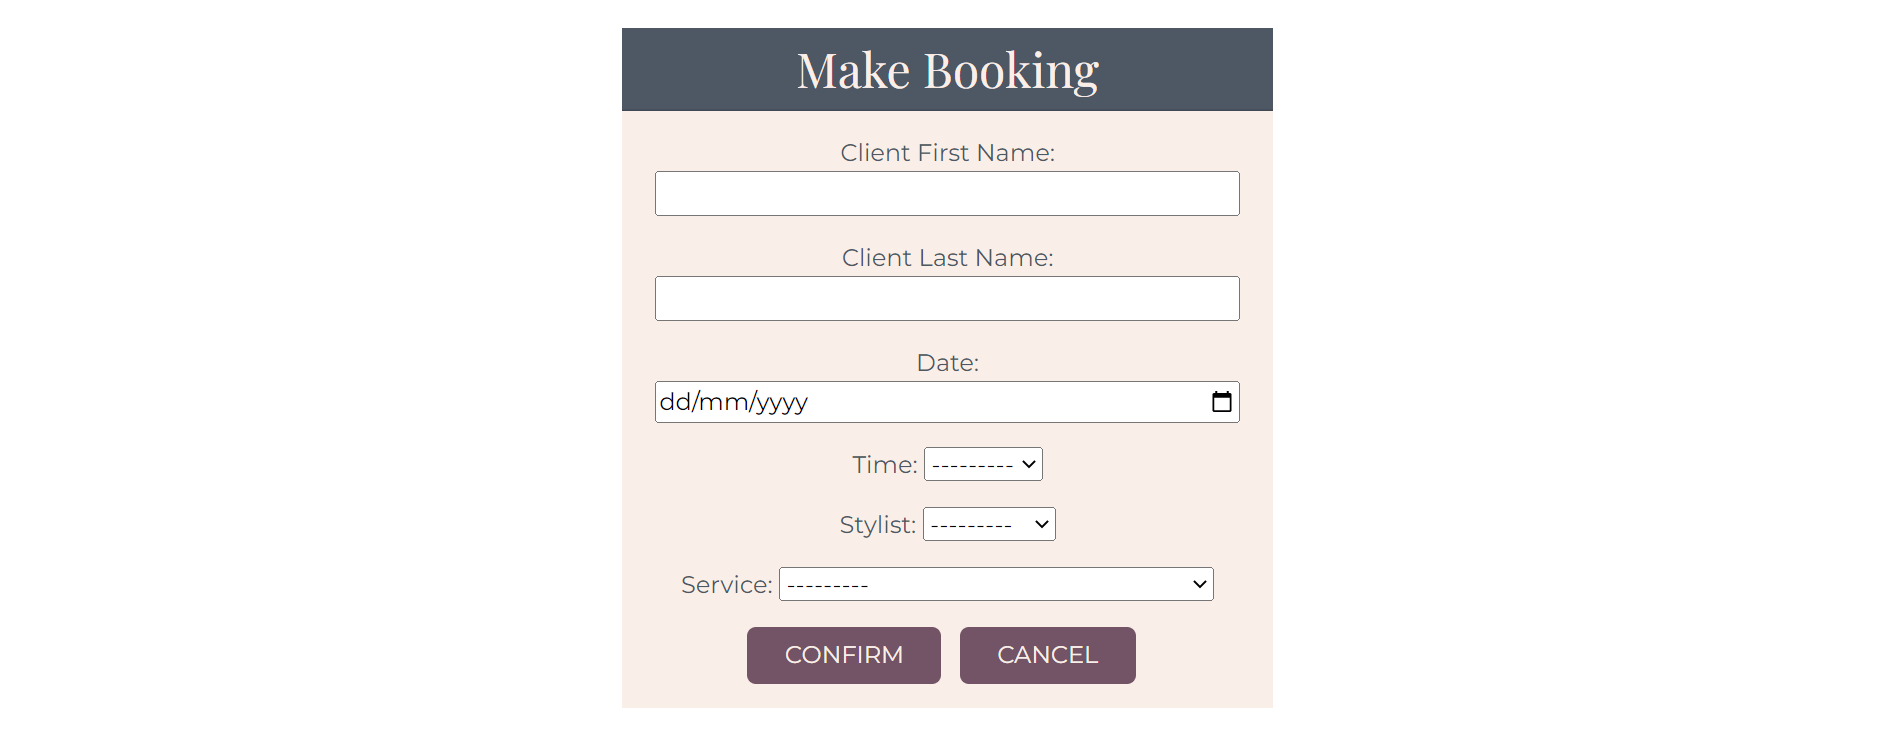 Make Booking
Client First Name:
Client Last Name:
Date:
dd/mm/yyyy
Time: ---------
Stylist: ---------
Service: ---------
CONFIRM CANCEL